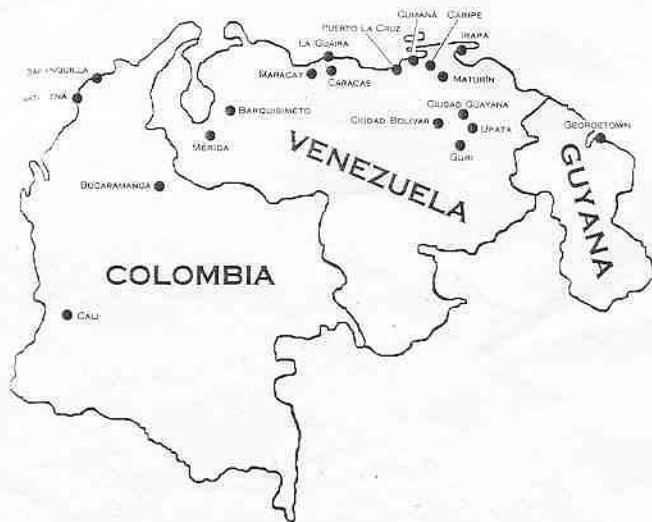 CUMANÁ CARIPE
PUERTO LA CRUZ IRAPA
LA GUAIRA
MARACAY CARACAS MATURÍN
BARQUISIMETO
CIUDAD GUAYANA
CIUDAD BOLIVAR UPATA
GEORGETOWN
MÉRIDA
GURI
VENEZUELA
GUYANA
BUCARAMANGA
COLOMBIA
CALI